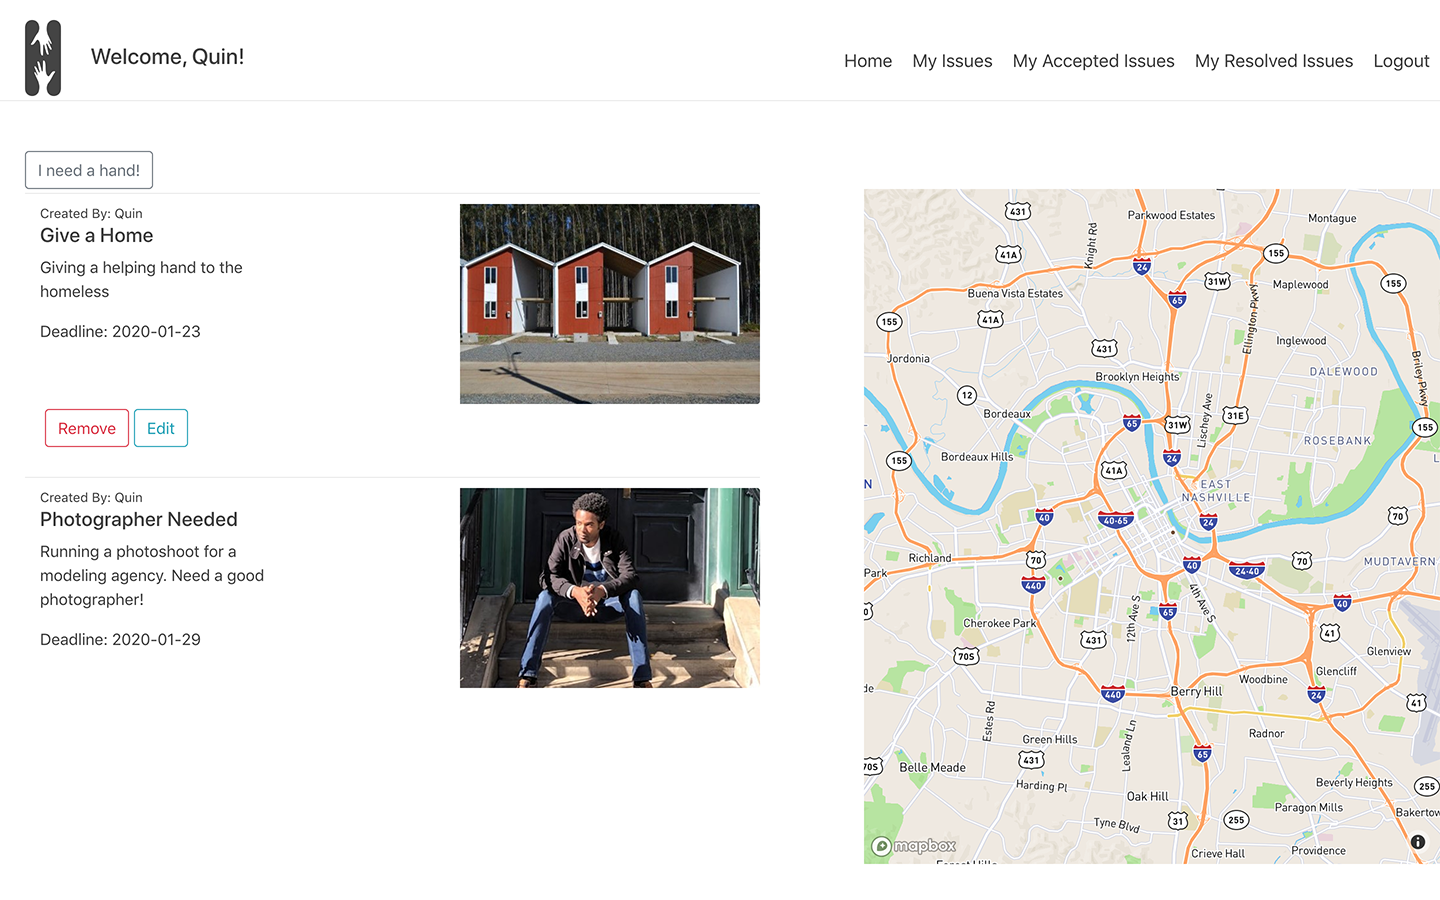 Welcome, Quin!
Home My Issues My Accepted Issues My Resolved Issues Logout
I need a hand!
Created By: Quin
Give a Home
Giving a helping hand to the
homeless
Deadline: 2020-01-23
Remove Edit
Created By: Quin
Photographer Needed
Running a photoshoot for a
modeling agency. Need a good
photographer!
Deadline: 2020-01-29
431
Parkwood Estates
Montague
Knight Rd
41A
24
155
31W
155
Maplewood
Buena Vista Estates
65
Ellington Pkwy
155
41A
431
Inglewood
Jordonia
DALEWOOD
Briley Pkwy
Brooklyn Heights
12
Bordeaux
Lischey Ave
31E
65
31W
155
ROSEBANK
Bordeaux Hills
155
24
41A
N
EAST
NASHVILLE
40
40-65
24
70
Richland
70
40
24-40
70
MUDTAVERN
Park
440
40
4th Ave S
12th Ave S
65
Cherokee Park
431
41
70S
Glenview
Glencliff
Woodbine
de
440
Berry Hill
24
41
Estes Rd
Lealand Ln
Radnor
Green Hills
65
431
70S
Belle Meade
Harding Pl
Beverly Heights
255
Oak Hill
Paragon Mills
Bakertow
Tyne Blvd
31
255
mapbox
Crieve Hall
Providence
Forest Hills